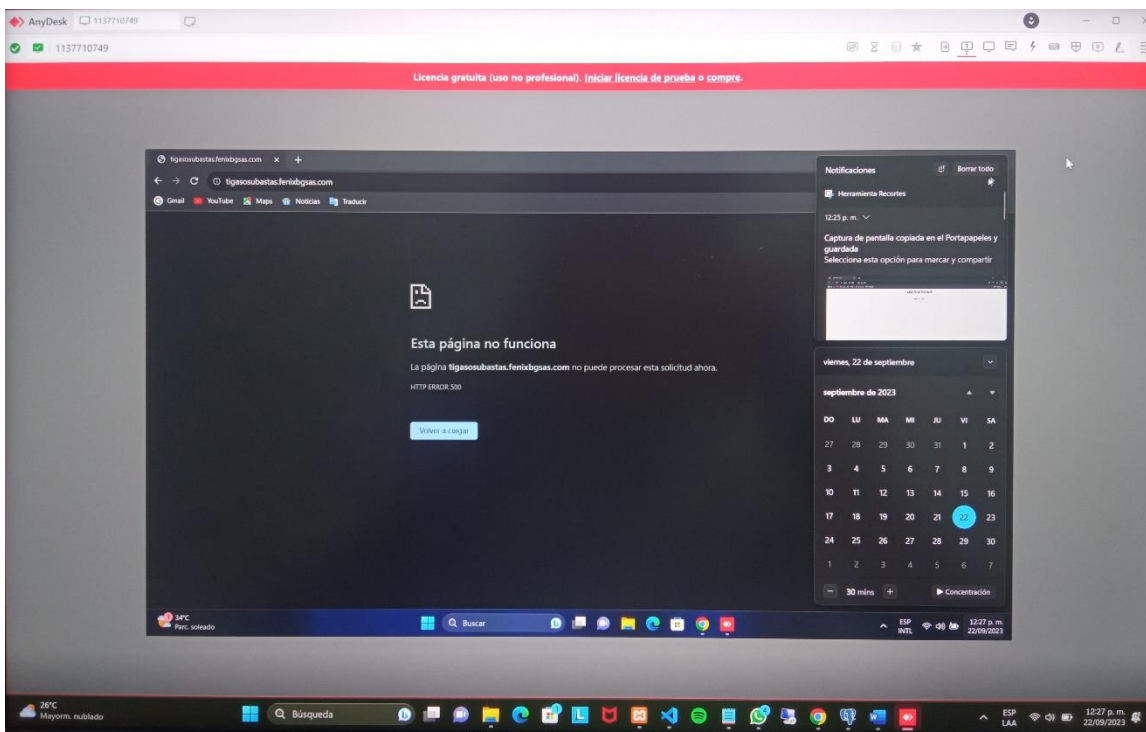 AnyDesk
1137710749
1137710749
Licencia gratuita (uso no profesional). Iniciar licencia de prueba o compre.
tigasosubastas.fenixbgsas.com
tigasosubastas.fenixbgsas.com
Gmail YouTube Maps Noticias Traducir
Esta página no funciona
La página tigasosubastas.fenixbgsas.com no puede procesar esta solicitud ahora.
HTTP ERROR 500
Volver a cargar
Notificaciones Borrar todo
Herramienta Recortes
12:25 p. m.
Captura de pantalla copiada en el Portapapeles y
guardada
Selecciona esta opción para marcar y compartir
viernes, 22 de septiembre
septiembre de 2023
DO LU MA MI JU VI SA
27 28 29 30 31 1 2
3 4 5 6 7 8 9
10 11 12 13 14 15 16
17 18 19 20 21 22 23
24 25 26 27 28 29 30
1 2 3 4 5 6 7
30 mins Concentración
34°C
Parc. soleado
Buscar
ESP
INTL
12:27 p. m.
22/09/2023
26°C
Mayorm. nublado
Búsqueda
ESP
LAA
12:27 p. m.
22/09/2023